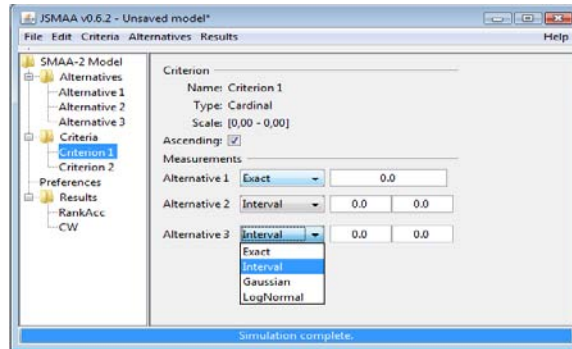 JSMAA v0.6.2 - Unsaved model*
File Edit Criteria Alternatives Results Help
SMAA-2 Model
Alternatives
Alternative 1
Alternative 2
Alternative 3
Criteria
Criterion 1
Criterion 2
Preferences
Results
RankAcc
CW
Criterion
Name: Criterion 1
Type: Cardinal
Scale: [0,00 - 0,00]
Ascending:
Measurements
Alternative 1 Exact 0.0
Alternative 2 Interval 0.0 0.0
Alternative 3 Interval 0.0 0.0
Exact
Interval
Gaussian
LogNormal
Simulation complete.